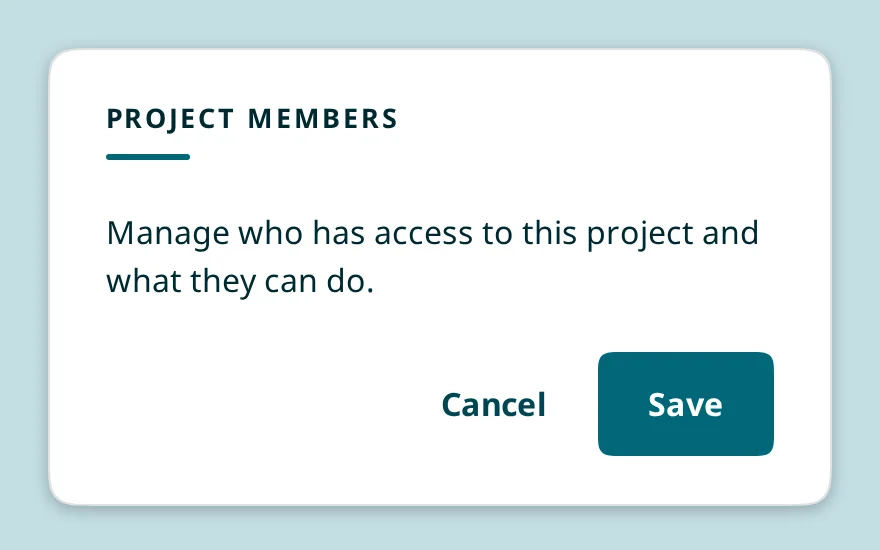 PROJECT MEMBERS
Manage who has access to this project and
what they can do.
Cancel
Save